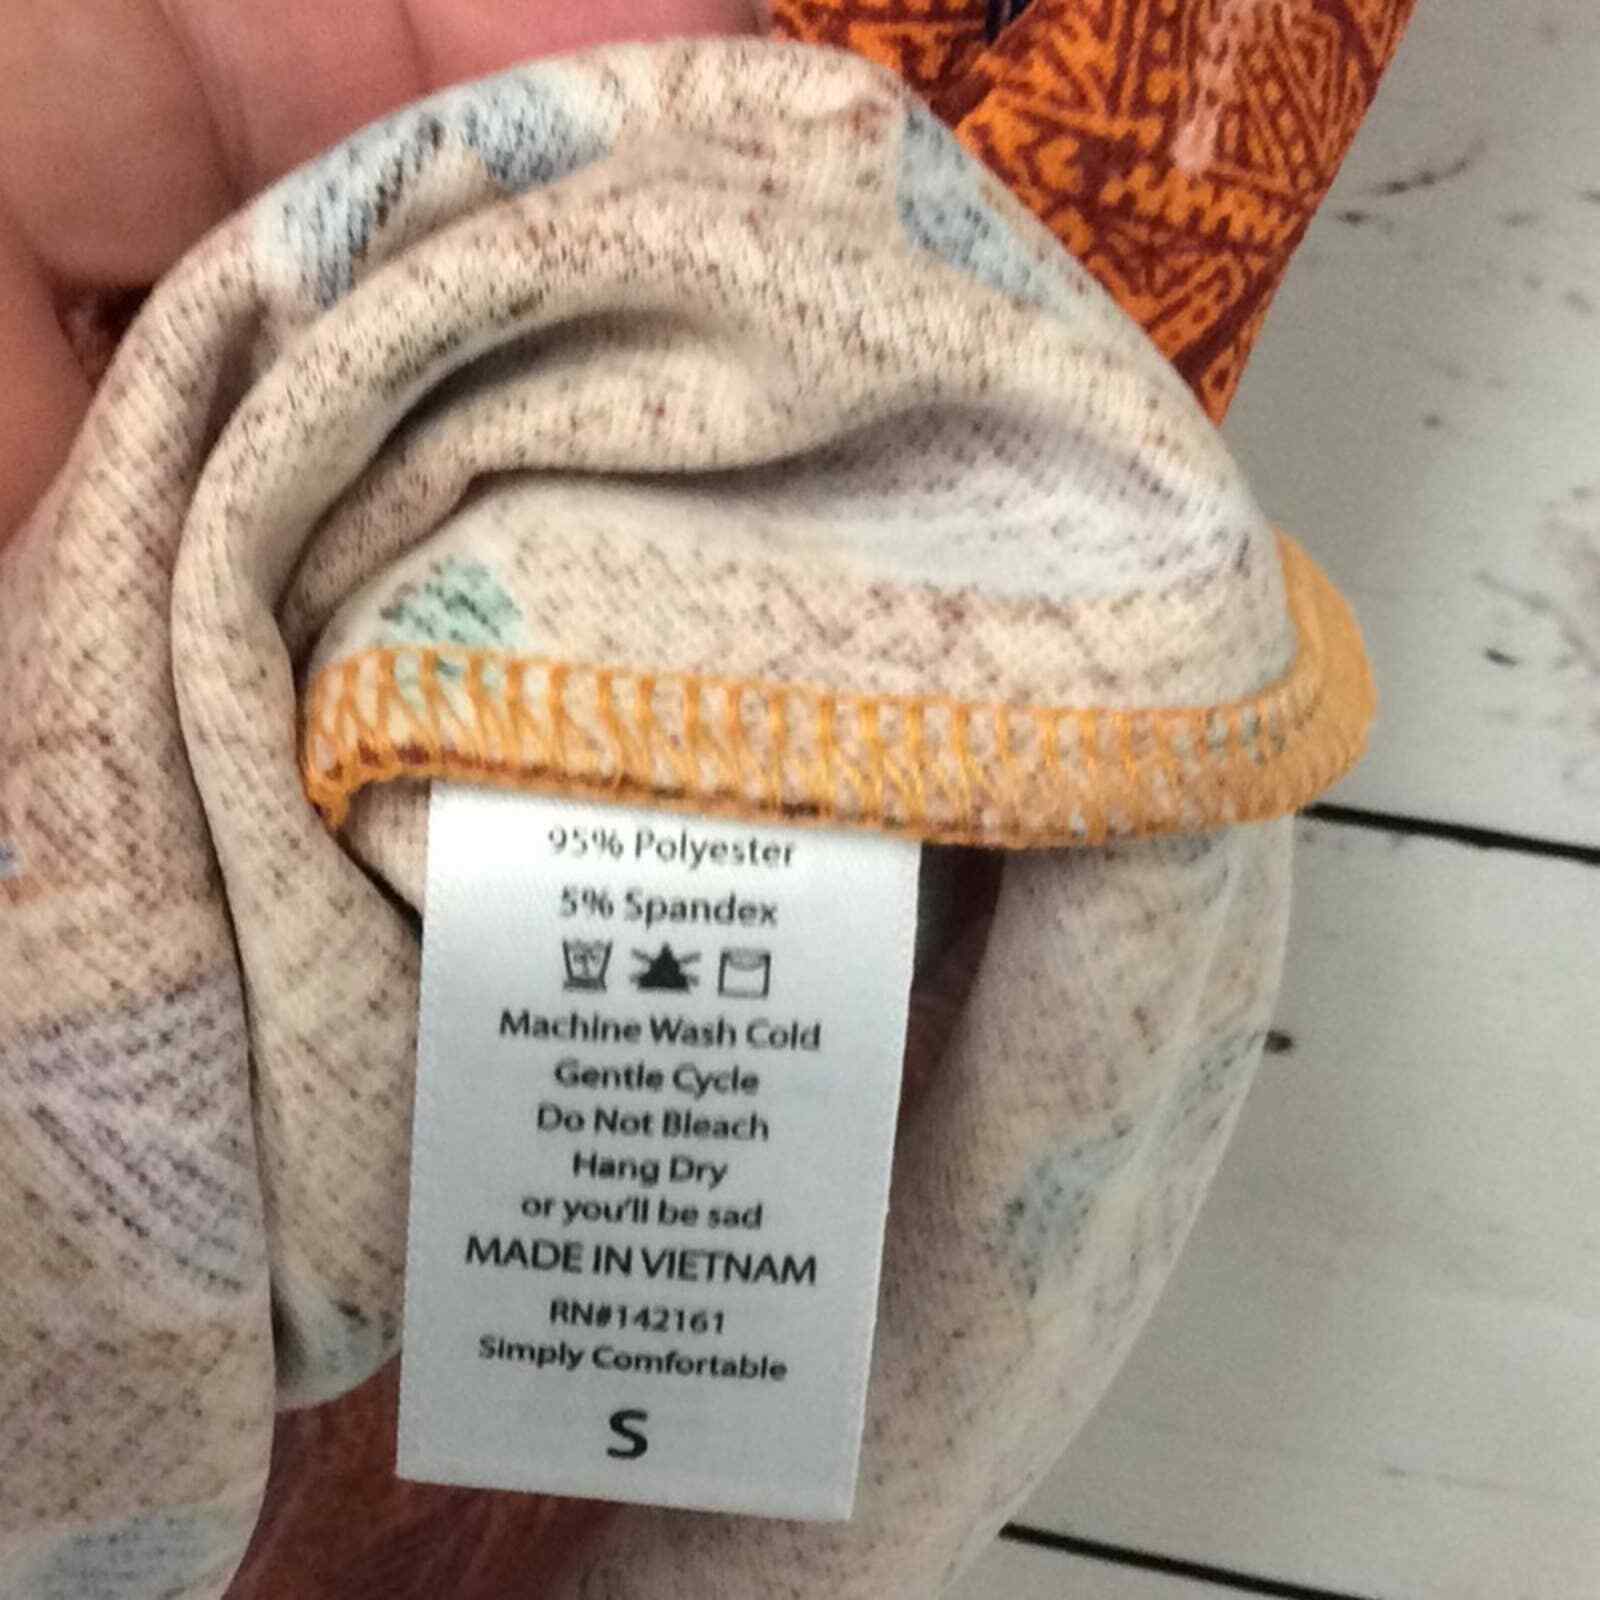 95% Polyester
5% Spandex
Machine Wash Cold
Gentle Cycle
Do Not Bleach
Hang Dry
or you'll be sad
MADE IN VIETNAM
RN#142161
Simply Comfortable
S